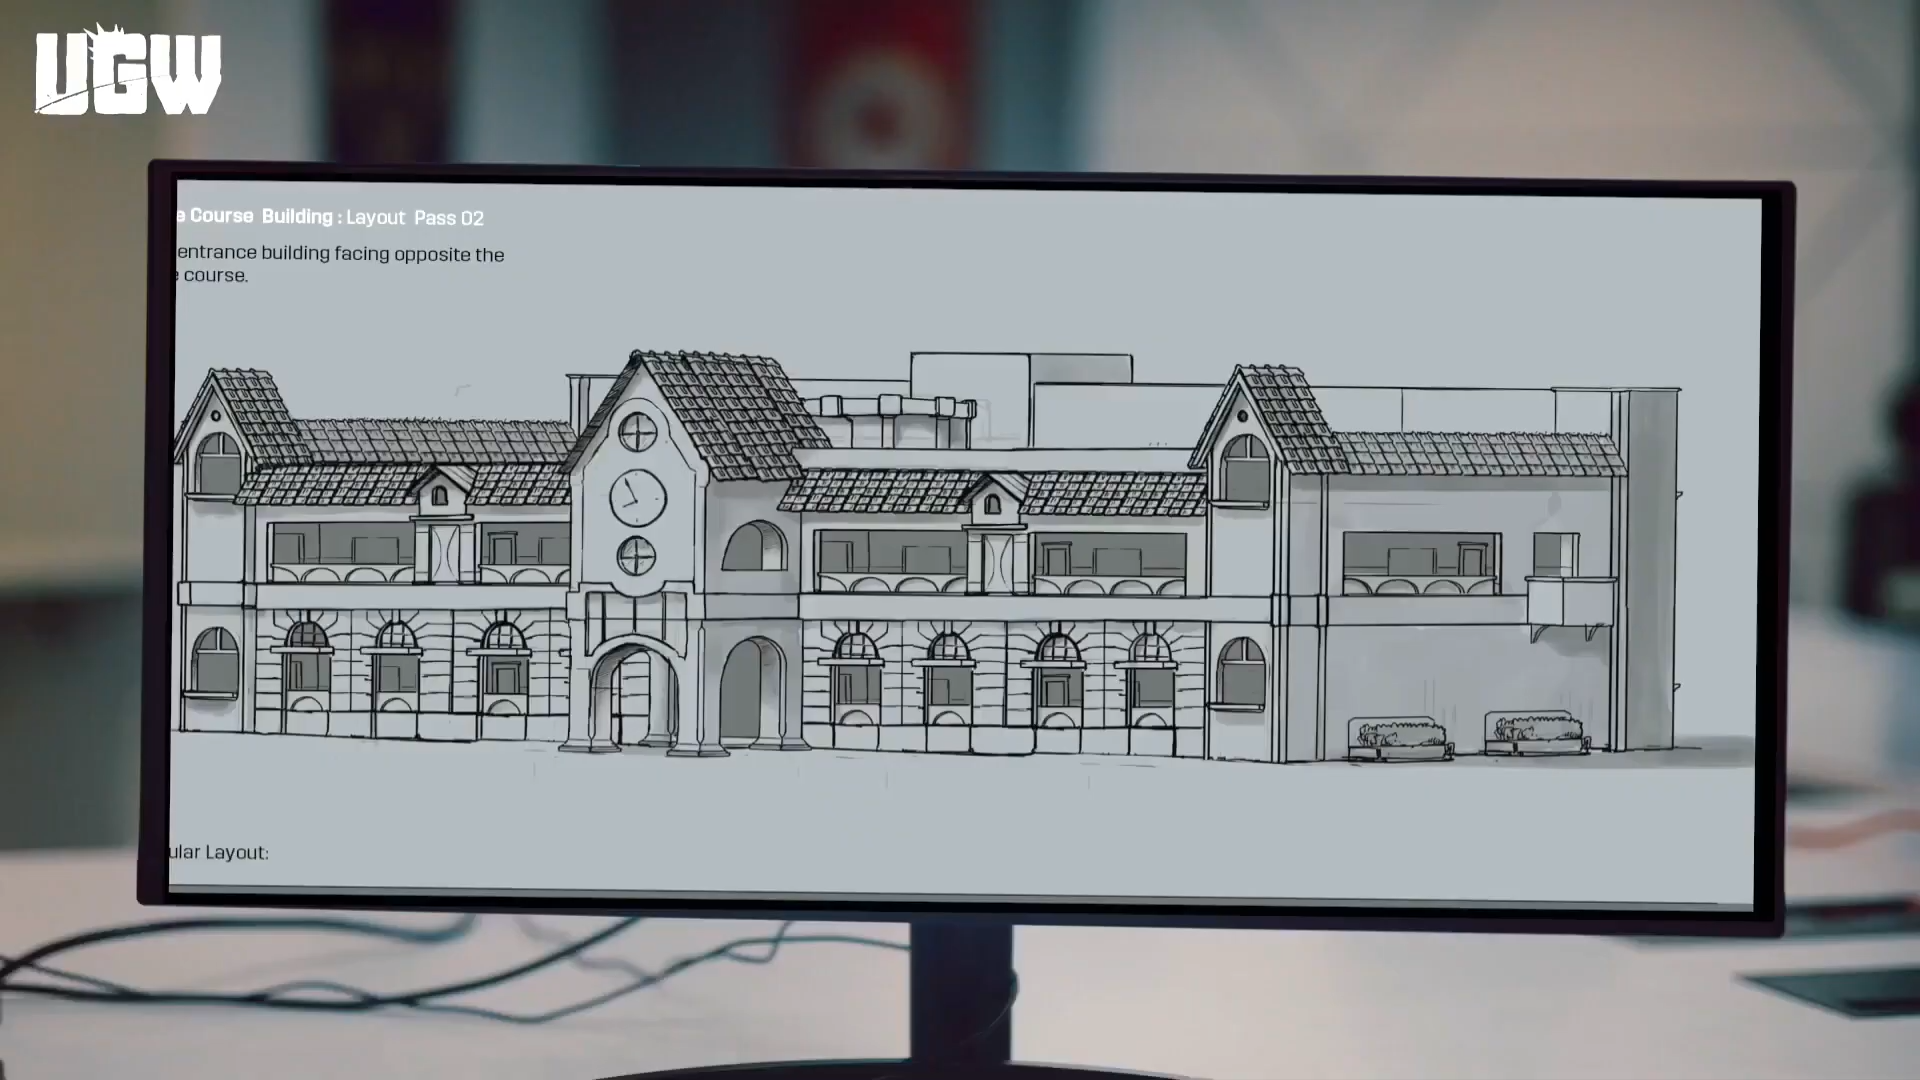 UGW
e Course Building : Layout Pass 02
entrance building facing opposite the
e course.
ular Layout: